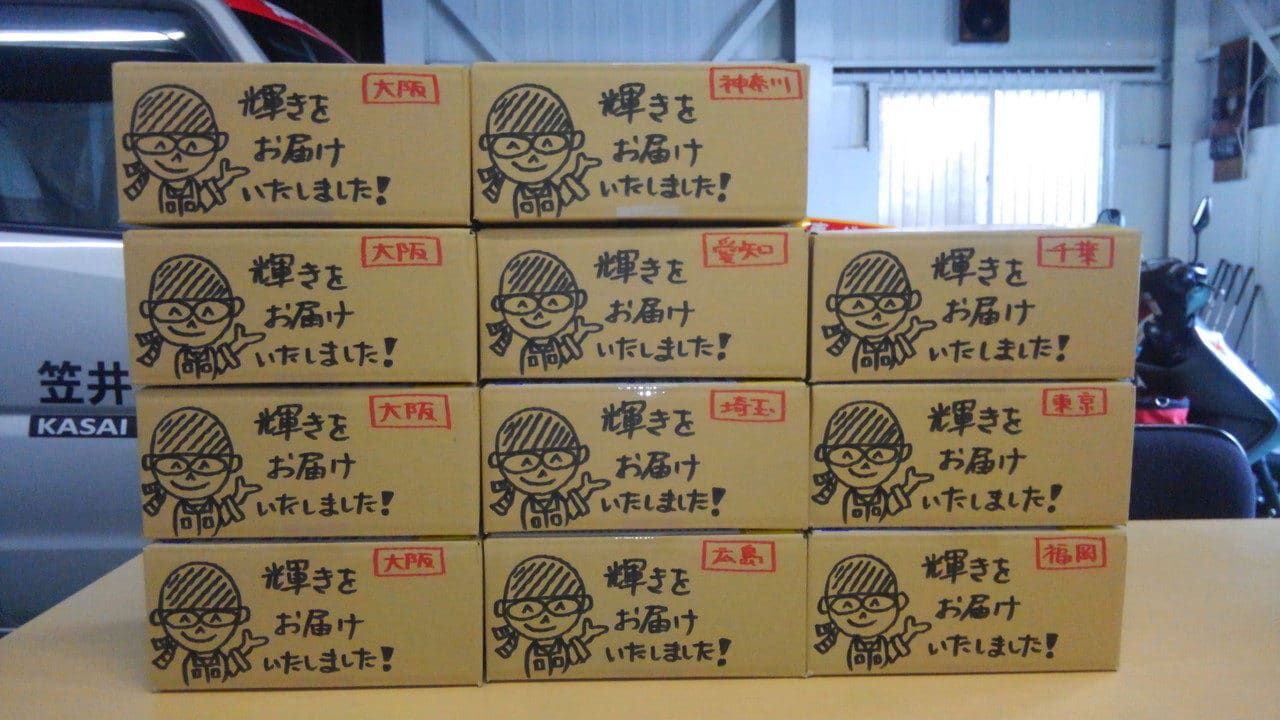 大阪
輝きを
お届け
いたしました!
神奈川
輝きを
お届け
いたしました!
大阪
輝きを
お届け
いたしました!
愛知
輝きを
お届け
いたしました!
千葉
輝きを
お届け
いたしました!
大阪
輝きを
お届け
いたしました!
埼玉
輝きを
お届け
いたしました!
東京
輝きを
お届け
いたしました!
大阪
輝きを
お届け
いたしました!
広島
輝きを
お届け
いたしました!
福岡
輝きを
お届け
いたしました!
笠井
KASAI